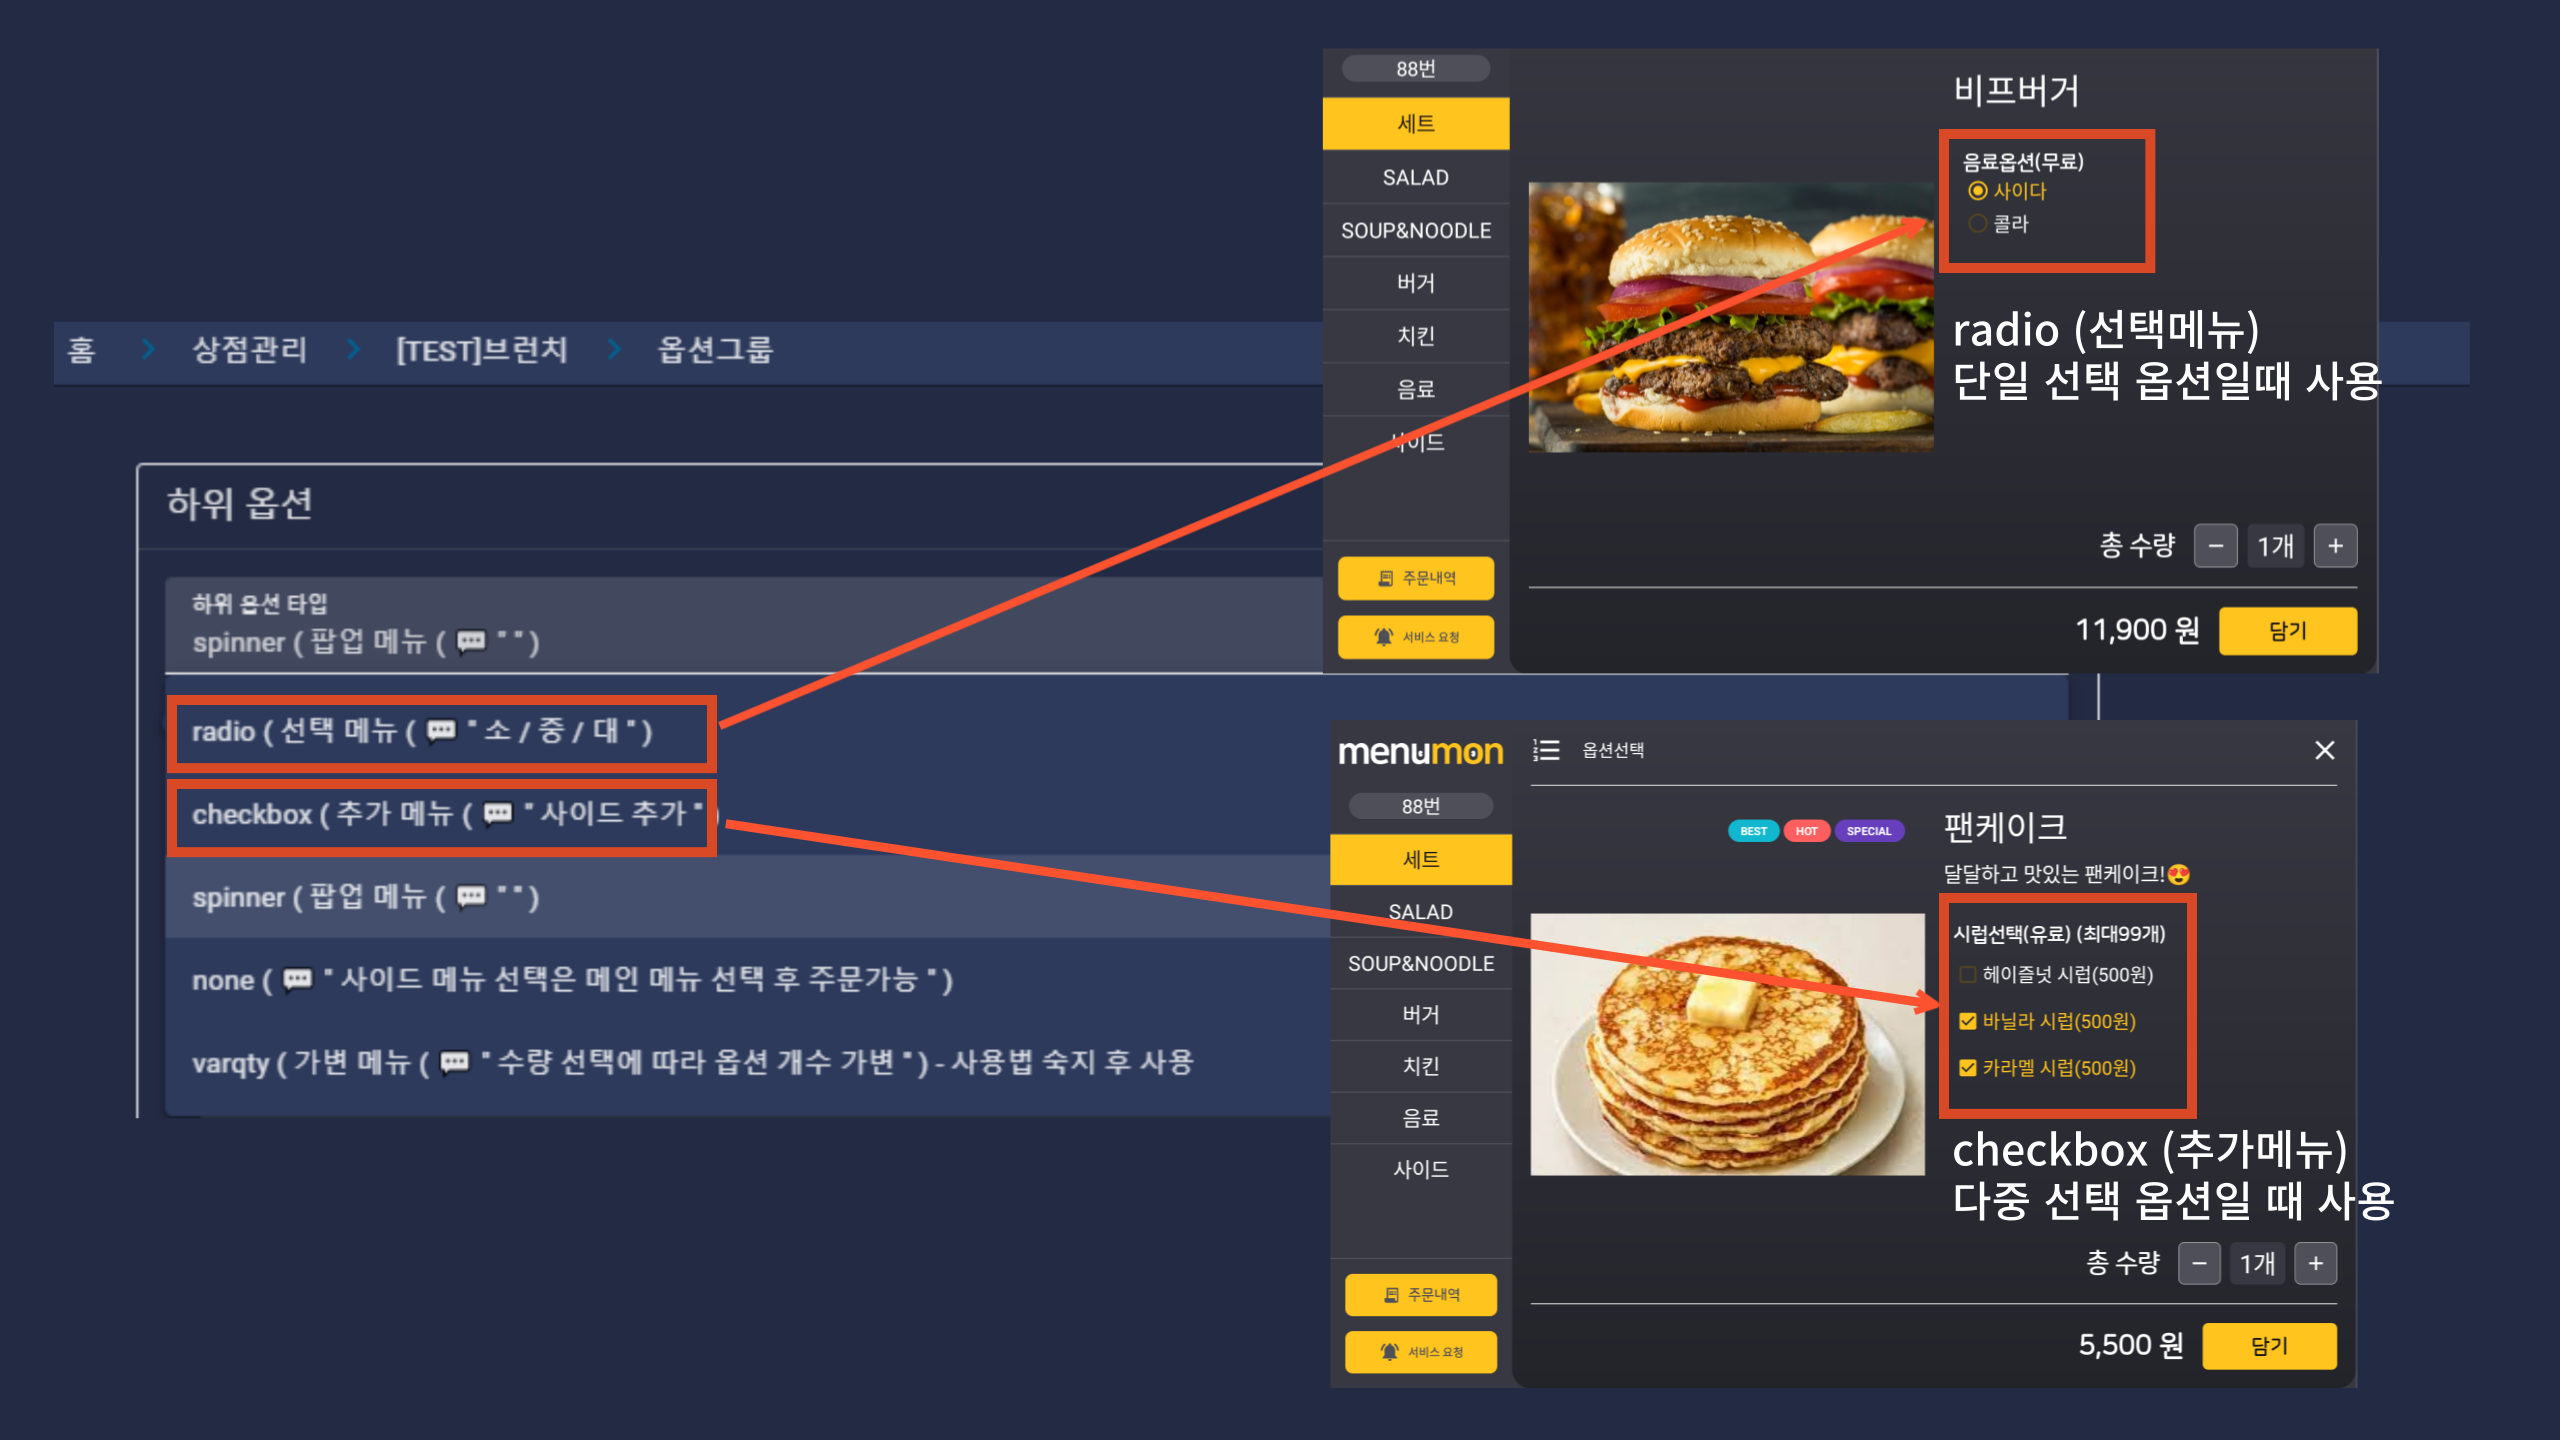 홈 > 상점관리 > [TEST]브런치 > 옵션그룹
하위 옵션
하위 옵션 타입
spinner ( 팝업 메뉴 ( 💬 " " )
radio ( 선택 메뉴 ( 💬 " 소 / 중 / 대 " )
checkbox ( 추가 메뉴 ( 💬 " 사이드 추가 " )
spinner ( 팝업 메뉴 ( 💬 " " )
none ( 💬 " 사이드 메뉴 선택은 메인 메뉴 선택 후 주문가능 " )
varqty ( 가변 메뉴 ( 💬 " 수량 선택에 따라 옵션 개수 가변 " ) - 사용법 숙지 후 사용
88번
세트
SALAD
SOUP&NOODLE
버거
치킨
음료
사이드
주문내역
서비스 요청
비프버거
음료옵션(무료)
사이다
콜라
radio (선택메뉴)
단일 선택 옵션일때 사용
총 수량 − 1개 +
11,900 원 담기
menumon
88번
세트
SALAD
SOUP&NOODLE
버거
치킨
음료
사이드
주문내역
서비스 요청
옵션선택
BEST HOT SPECIAL
팬케이크
달달하고 맛있는 팬케이크!😍
시럽선택(유료) (최대99개)
헤이즐넛 시럽(500원)
바닐라 시럽(500원)
카라멜 시럽(500원)
checkbox (추가메뉴)
다중 선택 옵션일 때 사용
총 수량 − 1개 +
5,500 원 담기